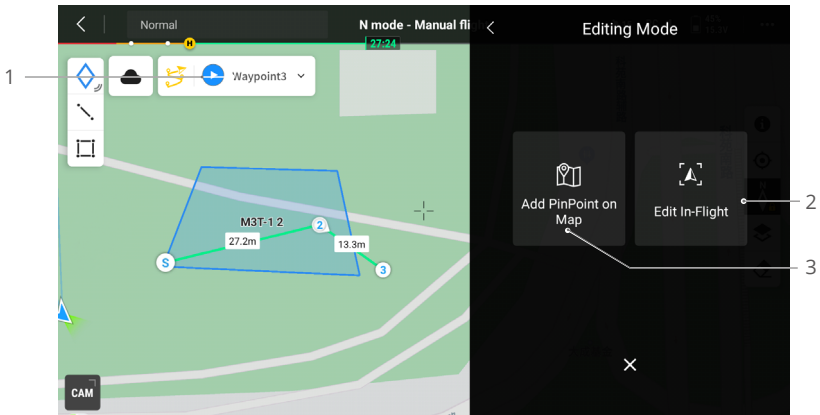 Normal
N mode - Manual fli
Editing Mode
H
27:24
1
Waypoint3
Add PinPoint on
Map
Edit In-Flight
2
M3T-1 2
2
27.2m
13.3m
S
3
3
CAM